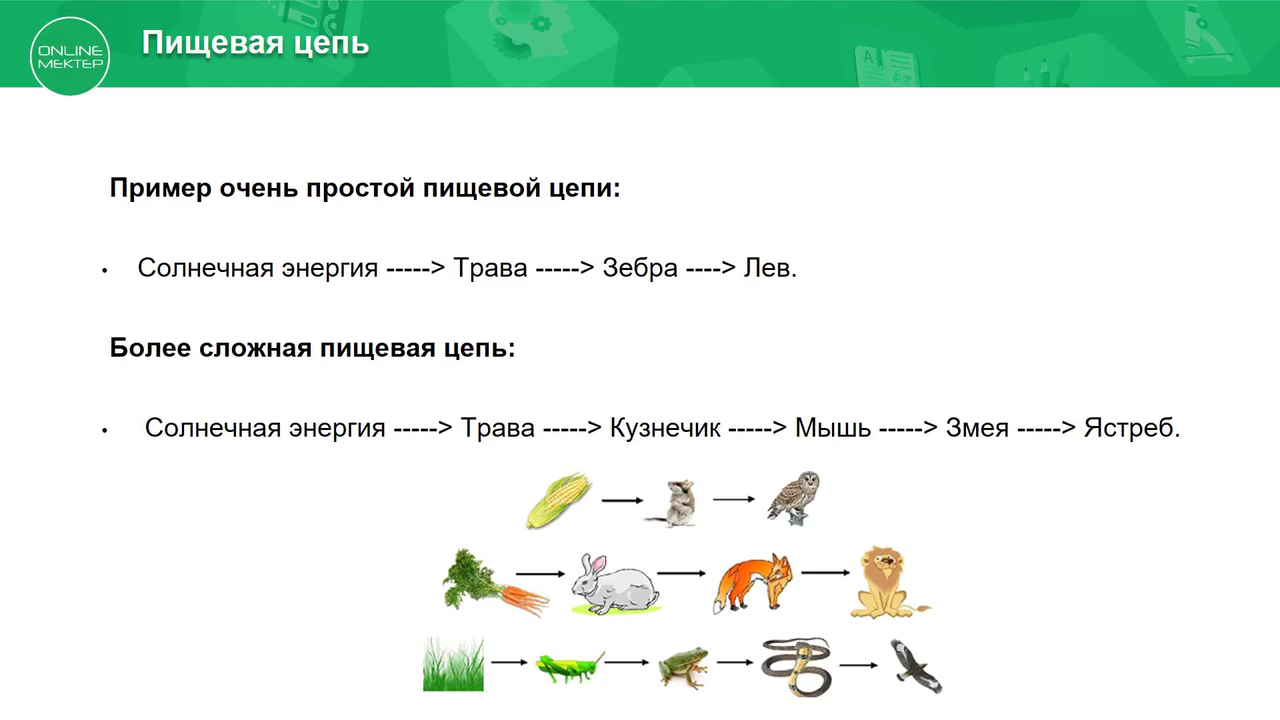 ONLINE
МЕКТЕР
Пищевая цепь
Пример очень простой пищевой цепи:
• Солнечная энергия -----> Трава -----> Зебра ----> Лев.
Более сложная пищевая цепь:
• Солнечная энергия -----> Трава -----> Кузнечик -----> Мышь -----> Змея -----> Ястреб.